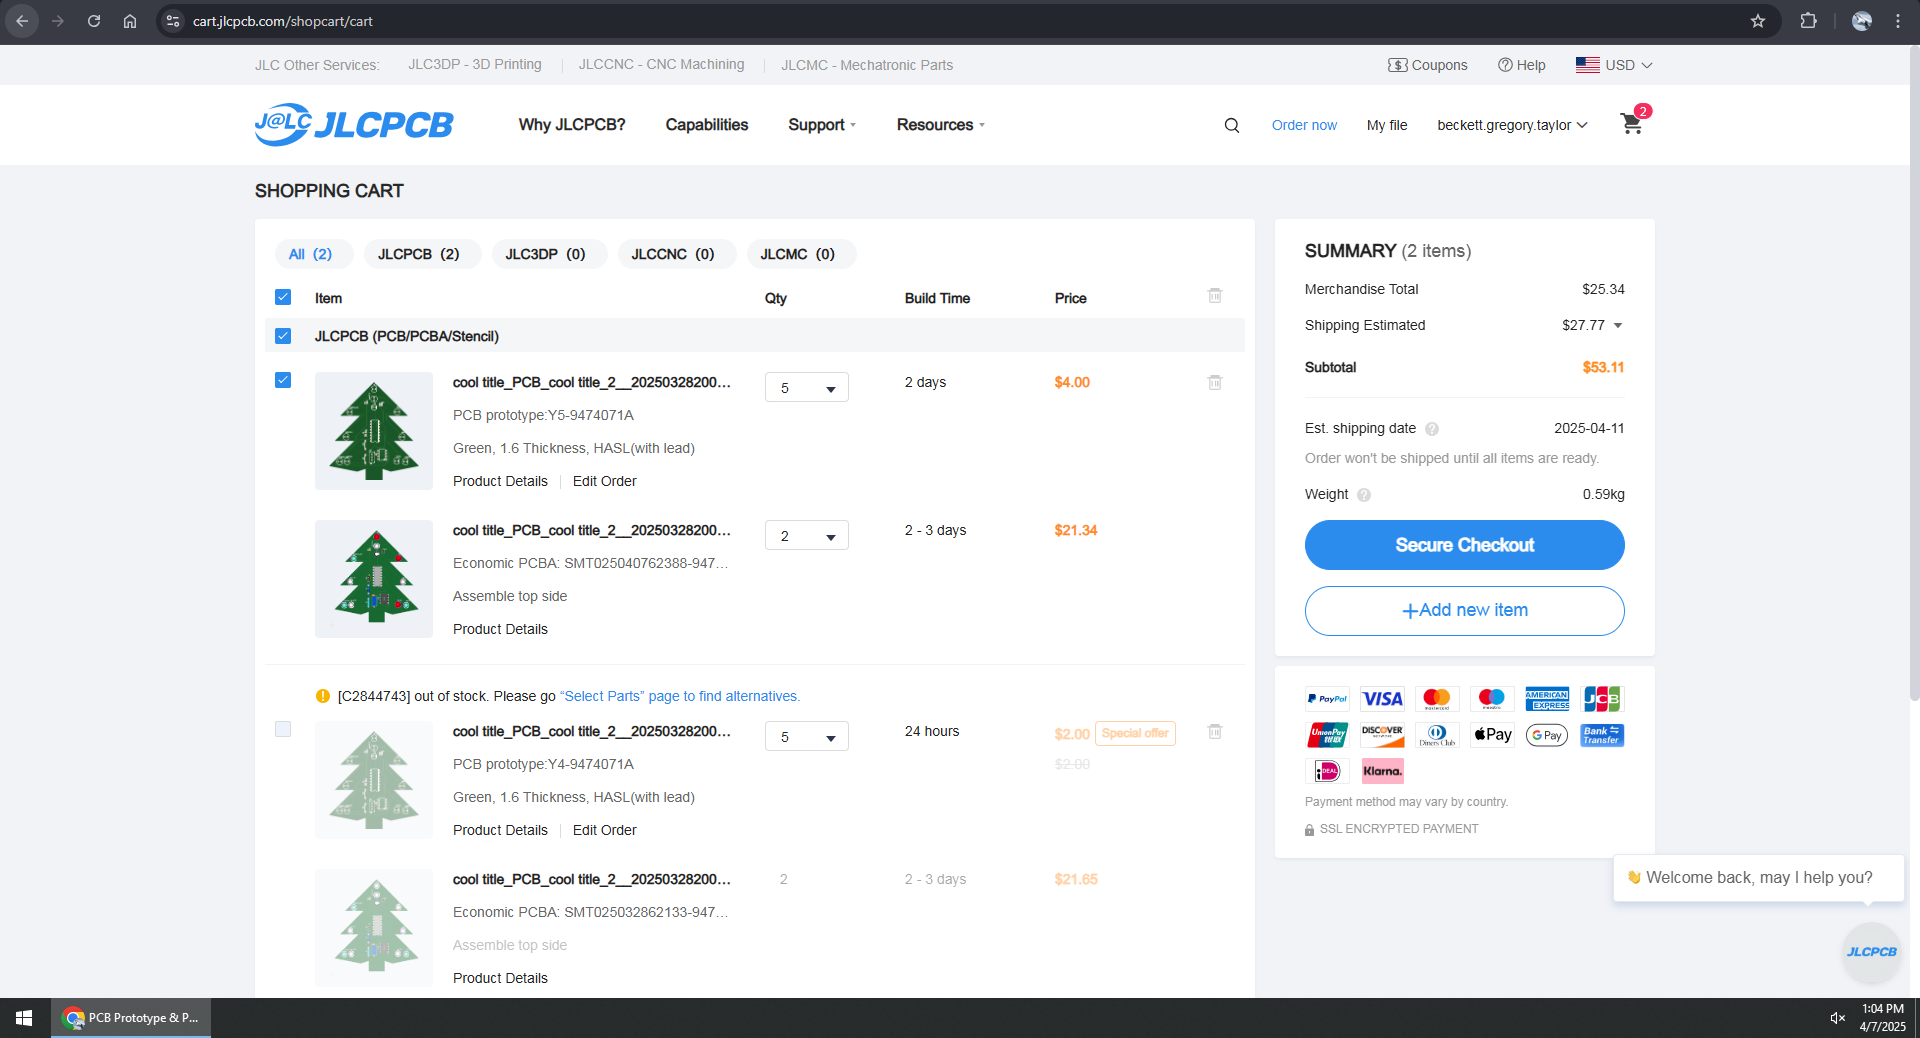 cart.jlcpcb.com/shopcart/cart
JLC Other Services:
JLC3DP - 3D Printing
JLCCNC - CNC Machining
JLCMC - Mechatronic Parts
Coupons
Help
USD
J@LC JLCPCB
Why JLCPCB?
Capabilities
Support
Resources
Order now
My file
beckett.gregory.taylor
2
SHOPPING CART
All (2)
JLCPCB (2)
JLC3DP (0)
JLCCNC (0)
JLCMC (0)
Item
Qty
Build Time
Price
JLCPCB (PCB/PCBA/Stencil)
cool title_PCB_cool title_2__20250328200...
5
2 days
$4.00
PCB prototype:Y5-9474071A
Green, 1.6 Thickness, HASL(with lead)
Product Details
Edit Order
cool title_PCB_cool title_2__20250328200...
2
2 - 3 days
$21.34
Economic PCBA: SMT025040762388-947...
Assemble top side
Product Details
[C2844743] out of stock. Please go “Select Parts” page to find alternatives.
cool title_PCB_cool title_2__20250328200...
5
24 hours
$2.00
Special offer
PCB prototype:Y4-9474071A
$2.00
Green, 1.6 Thickness, HASL(with lead)
Product Details
Edit Order
cool title_PCB_cool title_2__20250328200...
2
2 - 3 days
$21.65
Economic PCBA: SMT025032862133-947...
Assemble top side
Product Details
SUMMARY (2 items)
Merchandise Total
$25.34
Shipping Estimated
$27.77
Subtotal
$53.11
Est. shipping date
2025-04-11
Order won't be shipped until all items are ready.
Weight
0.59kg
Secure Checkout
+Add new item
PayPal
VISA
mastercard
maestro
AMERICAN EXPRESS
JCB
UnionPay 银联
DISCOVER
Diners Club
Apple Pay
G Pay
Bank Transfer
iDEAL
Klarna.
Payment method may vary by country.
SSL ENCRYPTED PAYMENT
👋 Welcome back, may I help you?
JLCPCB
PCB Prototype & P...
1:04 PM
4/7/2025